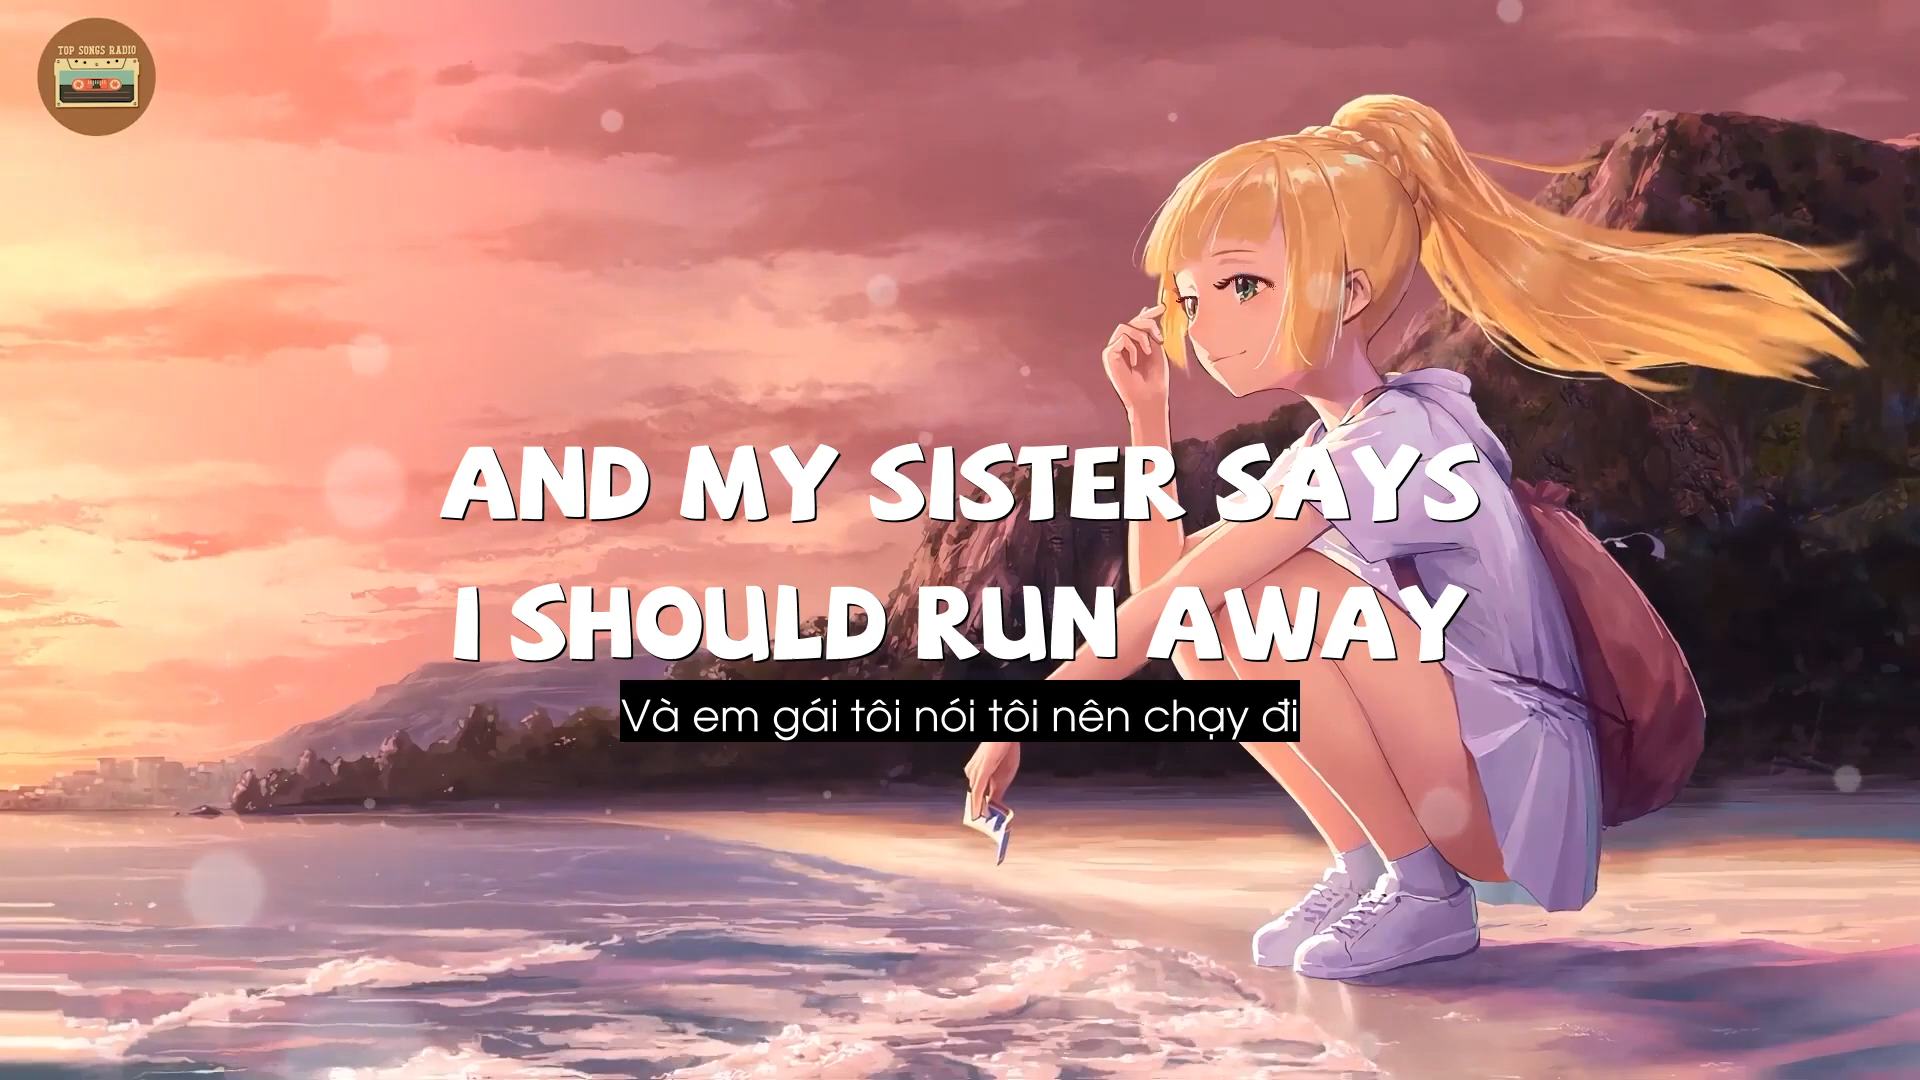 TOP SONGS RADIO
AND MY SISTER SAYS
I SHOULD RUN AWAY
Và em gái tôi nói tôi nên chạy đi